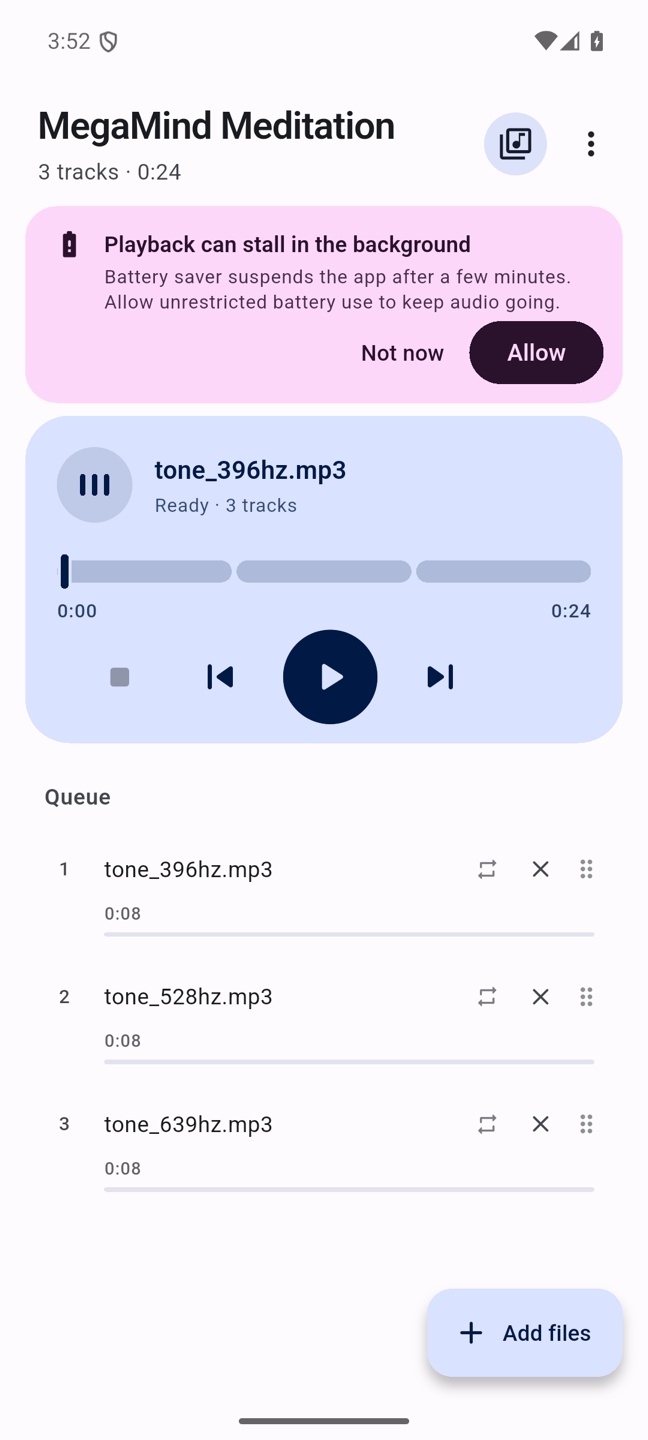 3:52
MegaMind Meditation
3 tracks · 0:24
Playback can stall in the background
Battery saver suspends the app after a few minutes.
Allow unrestricted battery use to keep audio going.
Not now
Allow
tone_396hz.mp3
Ready · 3 tracks
0:00
0:24
Queue
1
tone_396hz.mp3
0:08
2
tone_528hz.mp3
0:08
3
tone_639hz.mp3
0:08
Add files